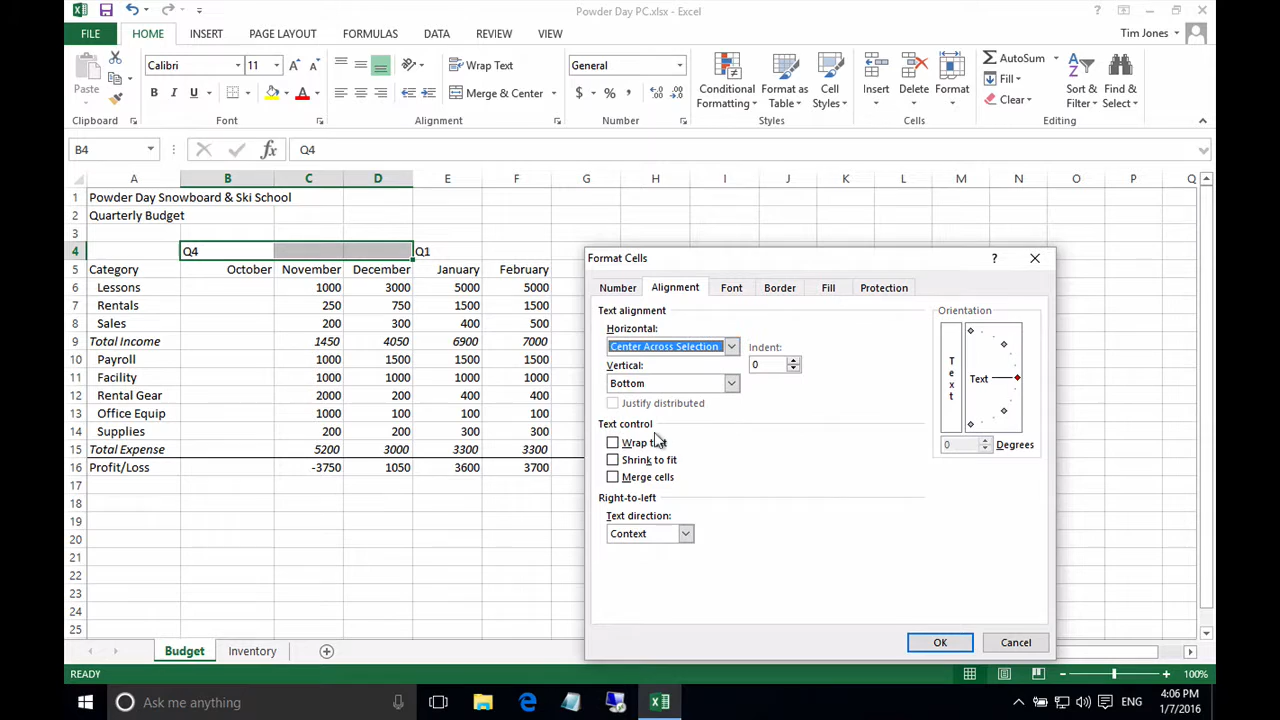 Powder Day PC.xlsx - Excel
FILE HOME INSERT PAGE LAYOUT FORMULAS DATA REVIEW VIEW Tim Jones
Paste Calibri 11 Wrap Text General Conditional Formatting Format as Table Cell Styles Insert Delete Format AutoSum Sort & Filter Find & Select
B I U A Merge & Center $ % , Fill Clear
Clipboard Font Alignment Number Styles Cells Editing
B4 fx Q4
A B C D E F G H I J K L M N O P Q
1 Powder Day Snowboard & Ski School
2 Quarterly Budget
3
4 Q4 Q1
5 Category October November December January February
6 Lessons 1000 3000 5000 5000
7 Rentals 250 750 1500 1500
8 Sales 200 300 400 500
9 Total Income 1450 4050 6900 7000
10 Payroll 1000 1500 1500 1500
11 Facility 1000 1000 1000 1000
12 Rental Gear 2000 200 400 400
13 Office Equip 1000 100 100 100
14 Supplies 200 200 300 300
15 Total Expense 5200 3000 3300 3300
16 Profit/Loss -3750 1050 3600 3700
17
18
19
20
21
22
23
24
25
Format Cells ?
Number Alignment Font Border Fill Protection
Text alignment
Horizontal:
Center Across Selection Indent:
Vertical: 0
Bottom
Justify distributed
Text control
Wrap text
Shrink to fit
Merge cells
Right-to-left
Text direction:
Context
Orientation
Text Text
0 Degrees
OK Cancel
Budget Inventory
READY 100%
Ask me anything ENG 4:06 PM
1/7/2016